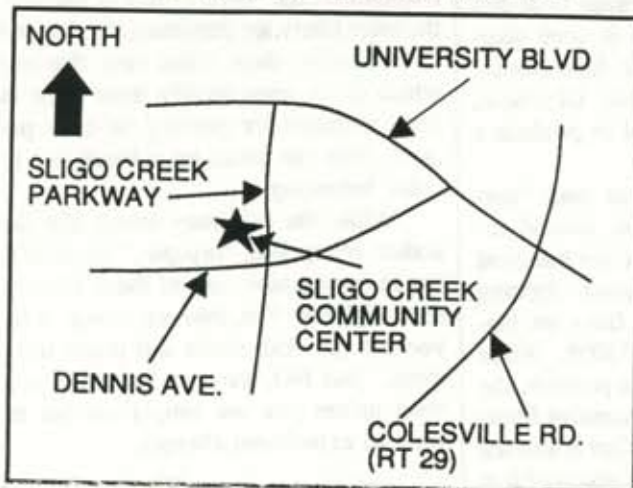 NORTH
UNIVERSITY BLVD
SLIGO CREEK
PARKWAY
SLIGO CREEK
COMMUNITY
CENTER
DENNIS AVE.
COLESVILLE RD.
(RT 29)